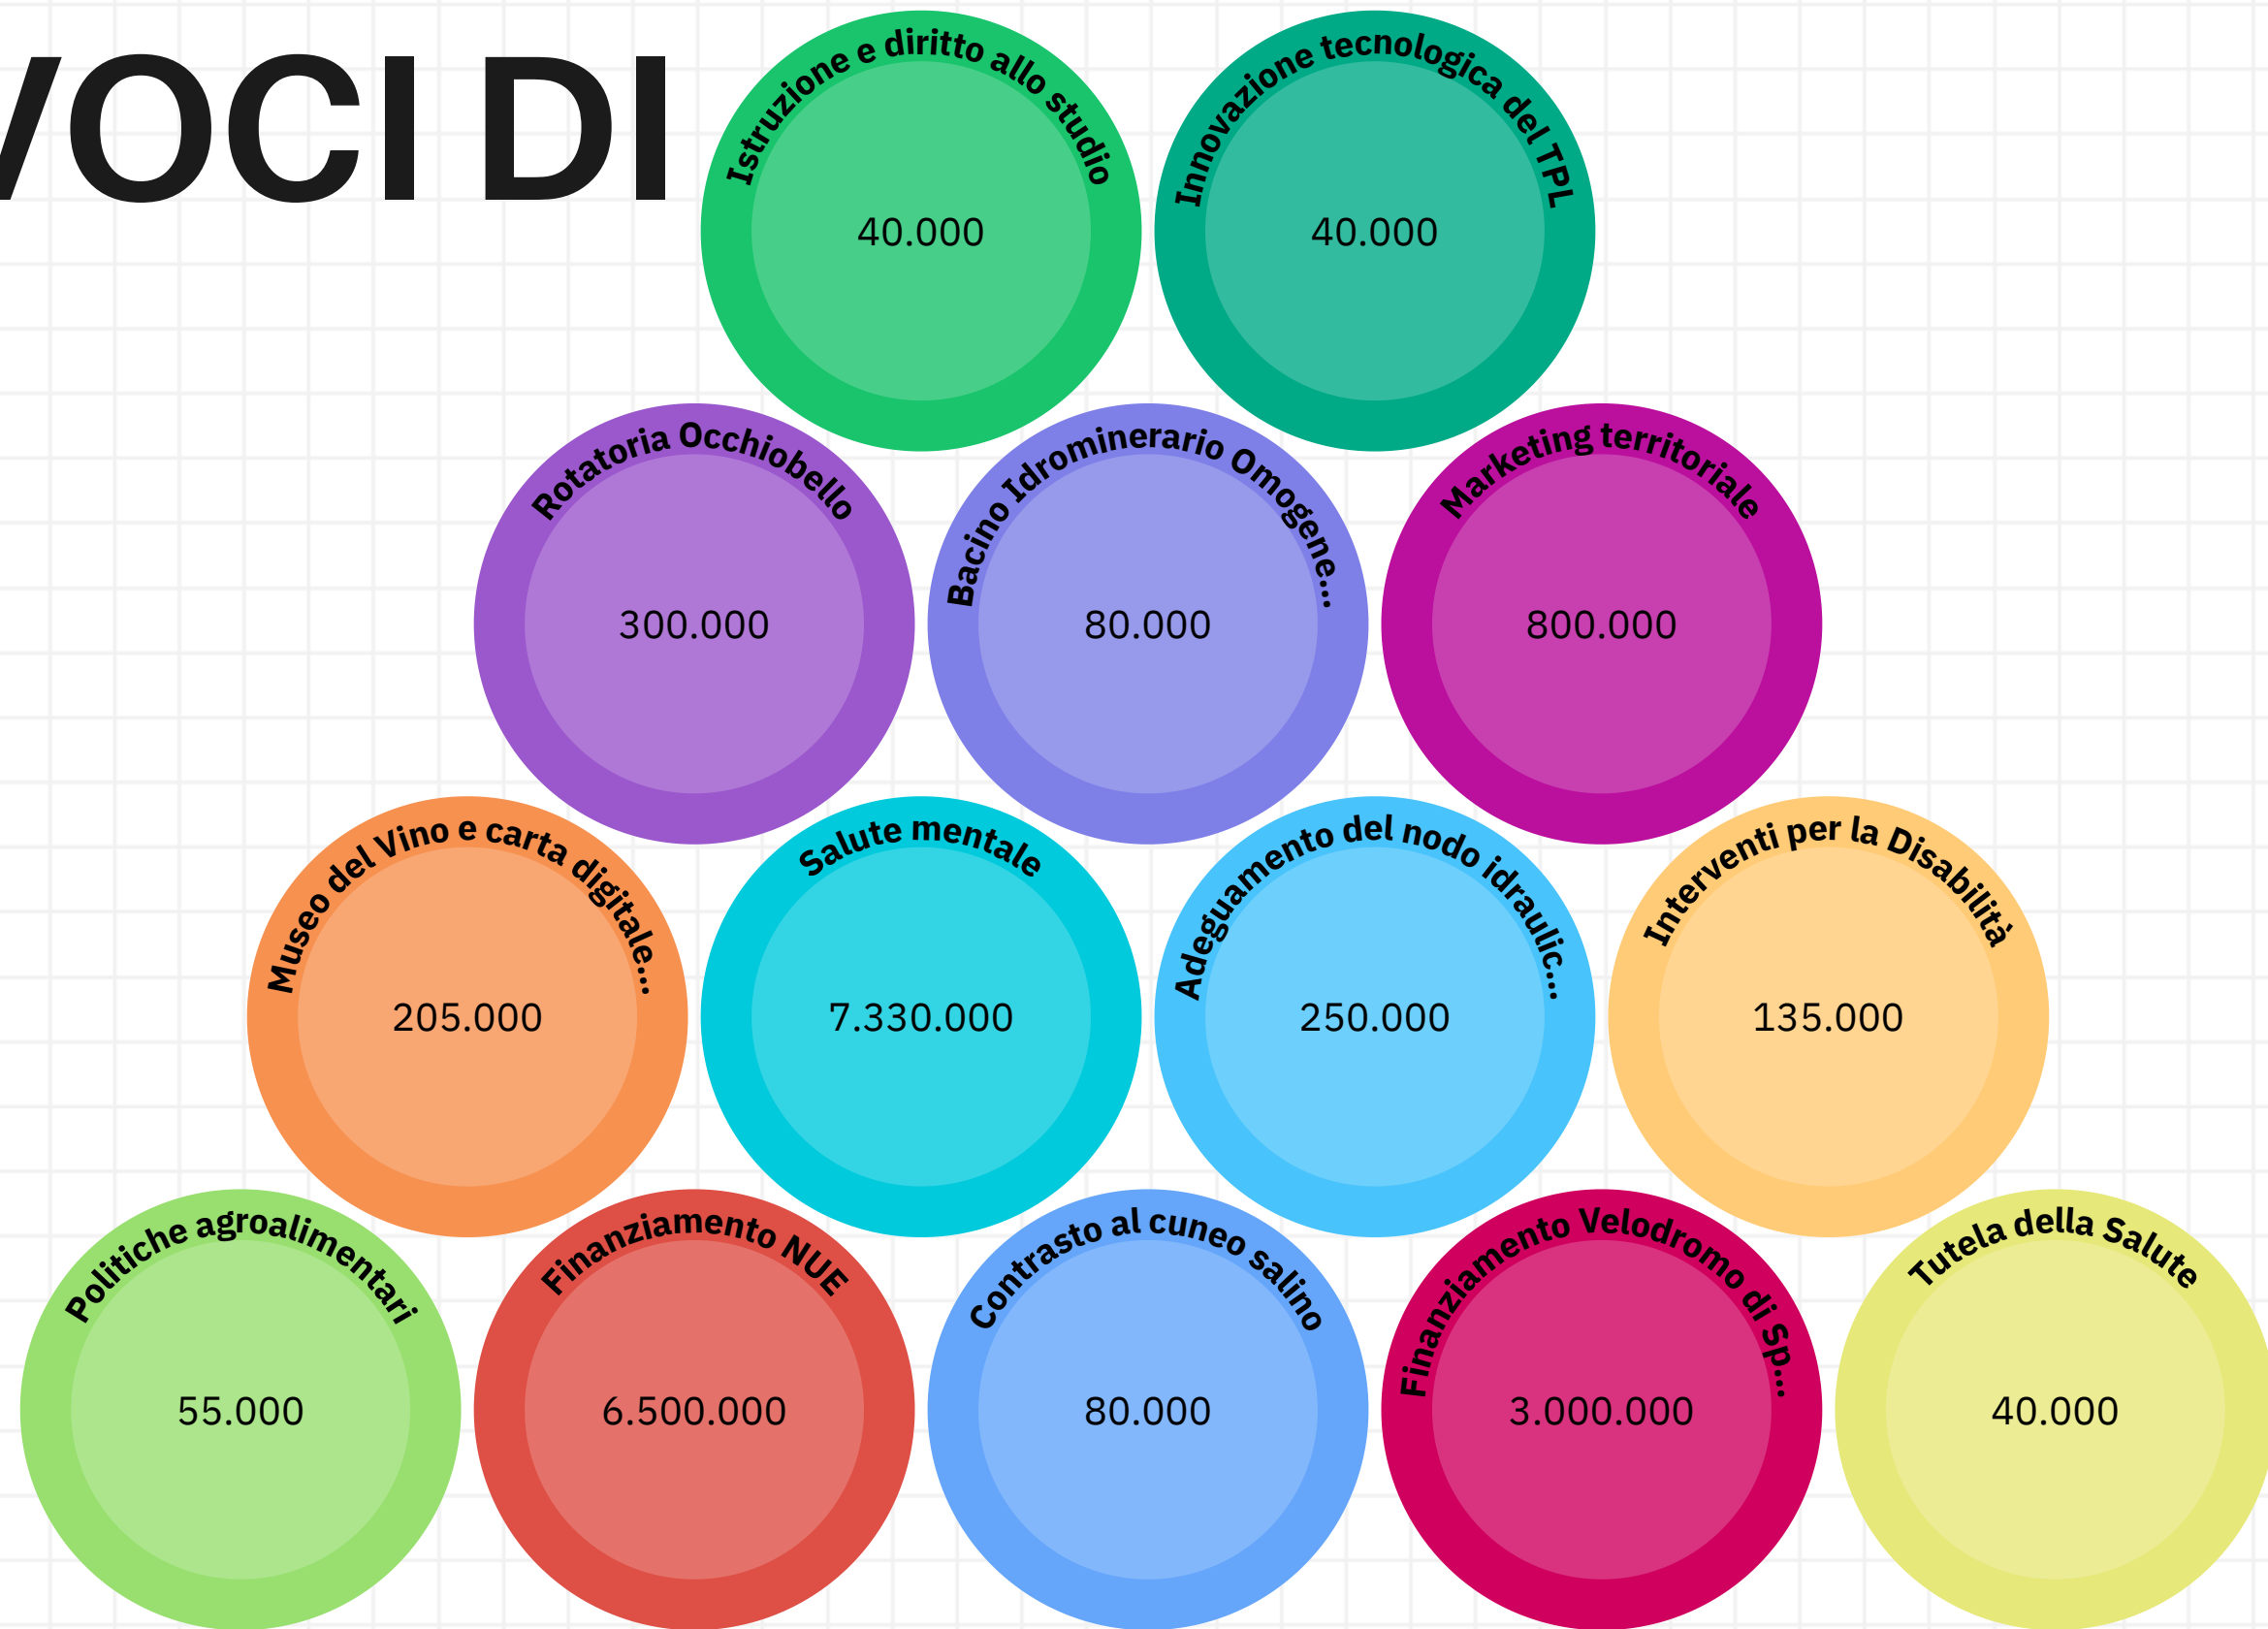 VOCI DI
Istruzione e diritto allo studio
40.000
Innovazione tecnologica del TPL
40.000
Rotatoria Occhiobello
300.000
Bacino Idrominerario Omogene...
80.000
Marketing territoriale
800.000
Museo del Vino e carta digitale...
205.000
Salute mentale
7.330.000
Adeguamento del nodo idraulic...
250.000
Interventi per la Disabilità
135.000
Politiche agroalimentari
55.000
Finanziamento NUE
6.500.000
Contrasto al cuneo salino
80.000
Finanziamento Velodromo di Sp...
3.000.000
Tutela della Salute
40.000